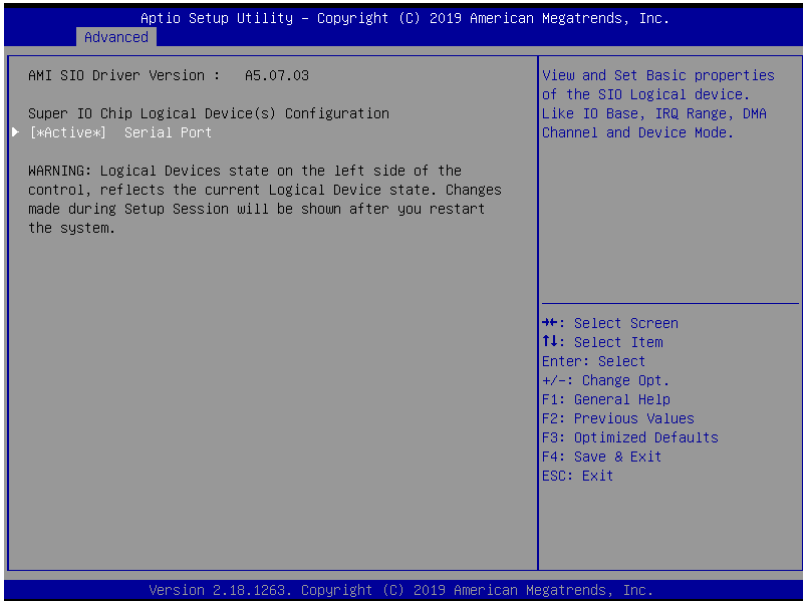 Aptio Setup Utility – Copyright (C) 2019 American Megatrends, Inc.
Advanced
AMI SIO Driver Version :   A5.07.03
Super IO Chip Logical Device(s) Configuration
[*Active*]   Serial Port
WARNING: Logical Devices state on the left side of the
control, reflects the current Logical Device state. Changes
made during Setup Session will be shown after you restart
the system.
View and Set Basic properties
of the SIO Logical device.
Like IO Base, IRQ Range, DMA
Channel and Device Mode.
→←: Select Screen
↑↓: Select Item
Enter: Select
+/-: Change Opt.
F1: General Help
F2: Previous Values
F3: Optimized Defaults
F4: Save & Exit
ESC: Exit
Version 2.18.1263. Copyright (C) 2019 American Megatrends, Inc.